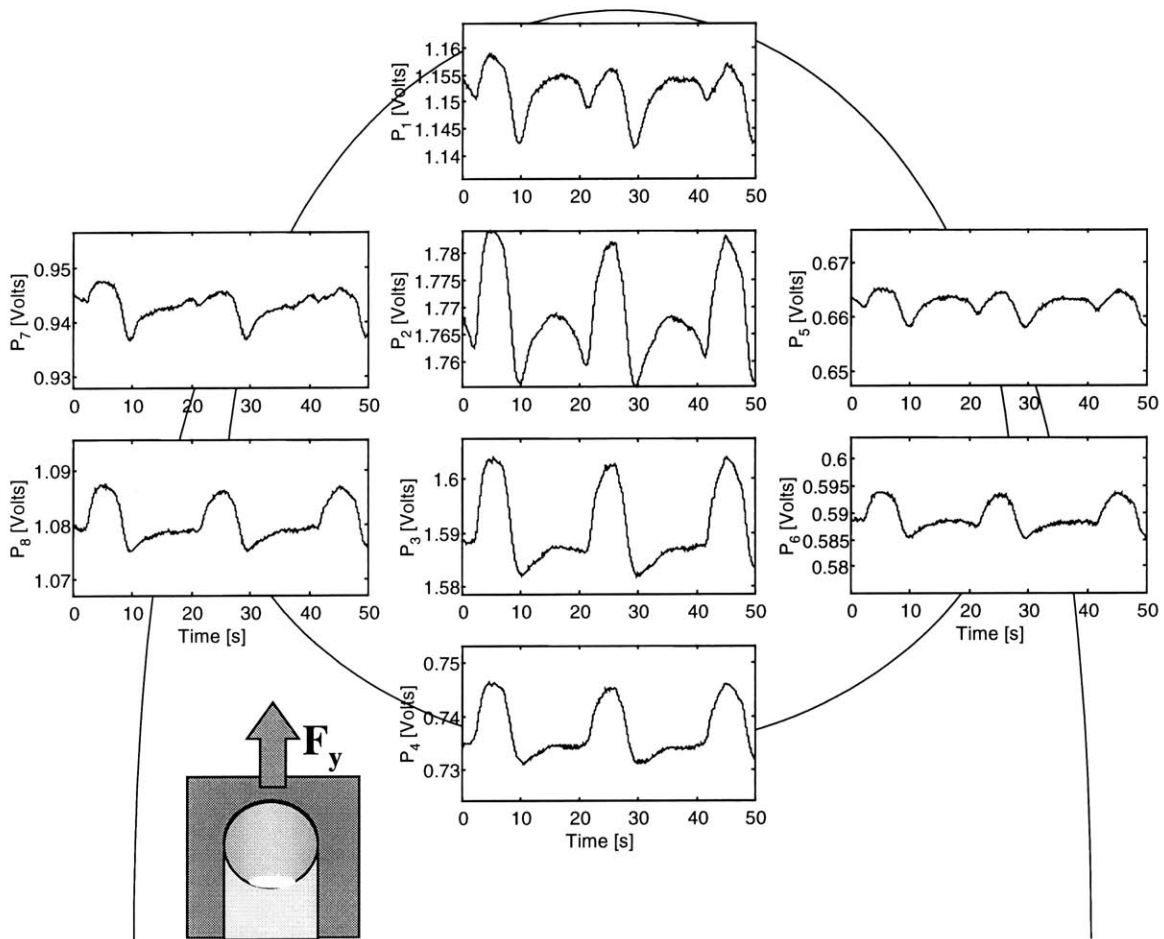 P1 [Volts]
1.16
1.155
1.15
1.145
1.14
0 10 20 30 40 50
P7 [Volts]
0.95
0.94
0.93
0 10 20 30 40 50
P2 [Volts]
1.78
1.775
1.77
1.765
1.76
0 10 20 30 40 50
P5 [Volts]
0.67
0.66
0.65
0 10 20 30 40 50
P8 [Volts]
1.09
1.08
1.07
0 10 20 30 40 50
Time [s]
P3 [Volts]
1.6
1.59
1.58
0 10 20 30 40 50
P6 [Volts]
0.6
0.595
0.59
0.585
0.58
0 10 20 30 40 50
Time [s]
P4 [Volts]
0.75
0.74
0.73
0 10 20 30 40 50
Time [s]
Fy